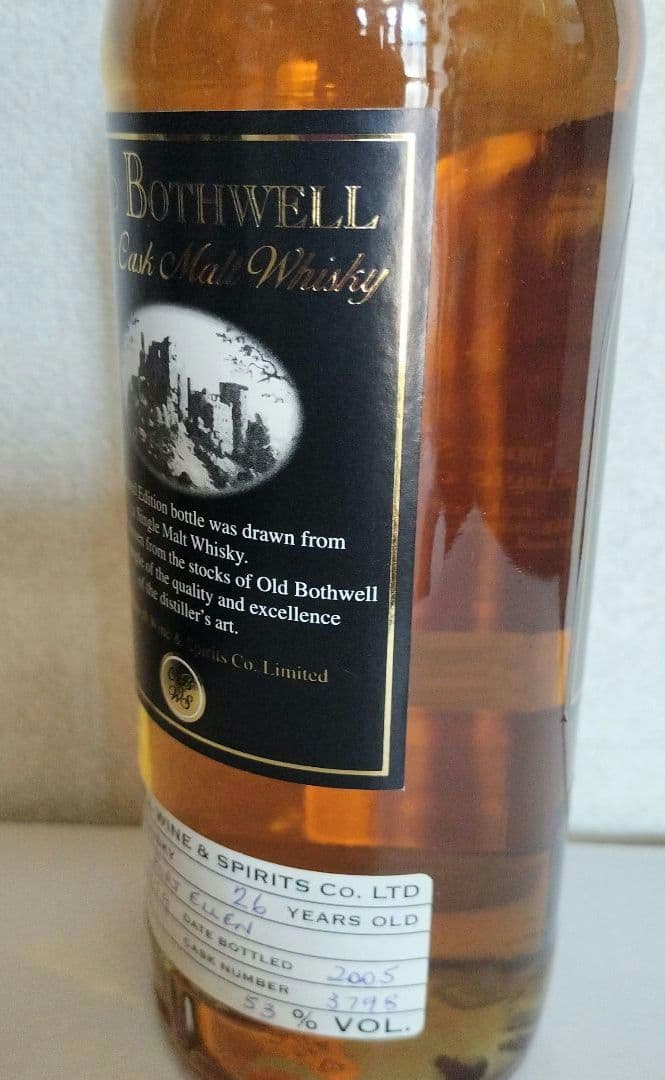 BOTHWELL
Cask Malt Whisky
Edition bottle was drawn from
Single Malt Whisky.
from the stocks of Old Bothwell
of the quality and excellence
of the distiller's art.
Wine & Spirits Co. Limited
WINE & SPIRITS CO. LTD
26 YEARS OLD
ELLEN
DATE BOTTLED 2005
CASK NUMBER 3798
53 % VOL.